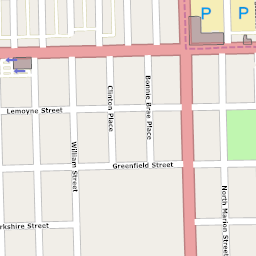 P
P
Lemoyne Street
Clinton Place
Bonnie Brae Place
William Street
Greenfield Street
North Marion Street
rkshire Street